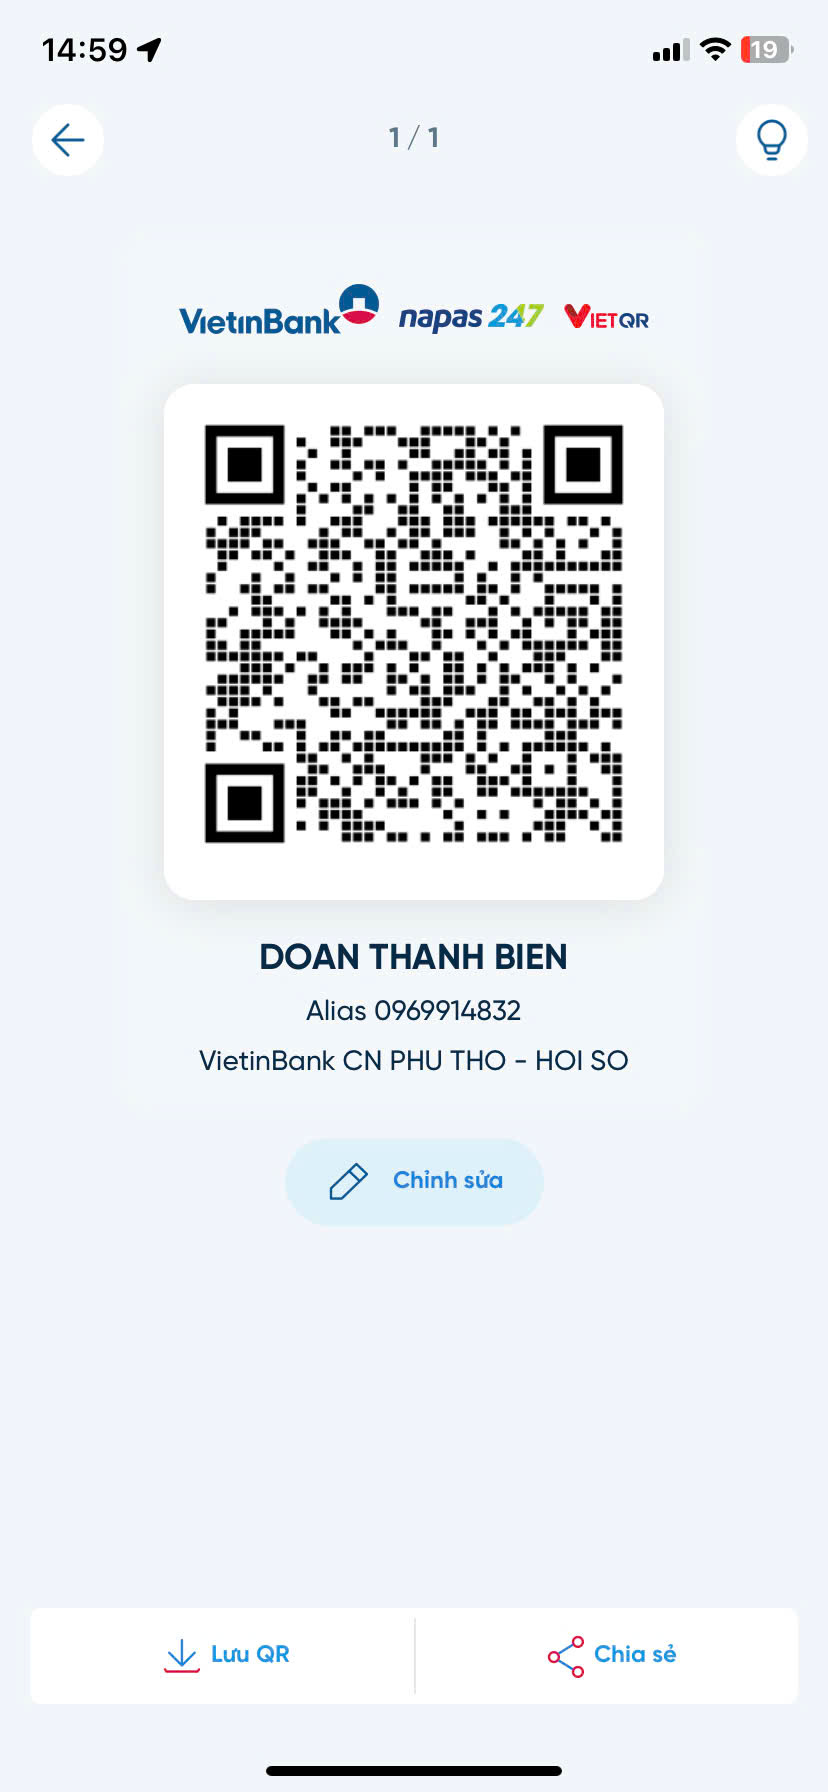 14:59
19
1 / 1
VietinBank napas 247 VIETQR
DOAN THANH BIEN
Alias 0969914832
VietinBank CN PHU THO - HOI SO
Chỉnh sửa
Lưu QR
Chia sẻ